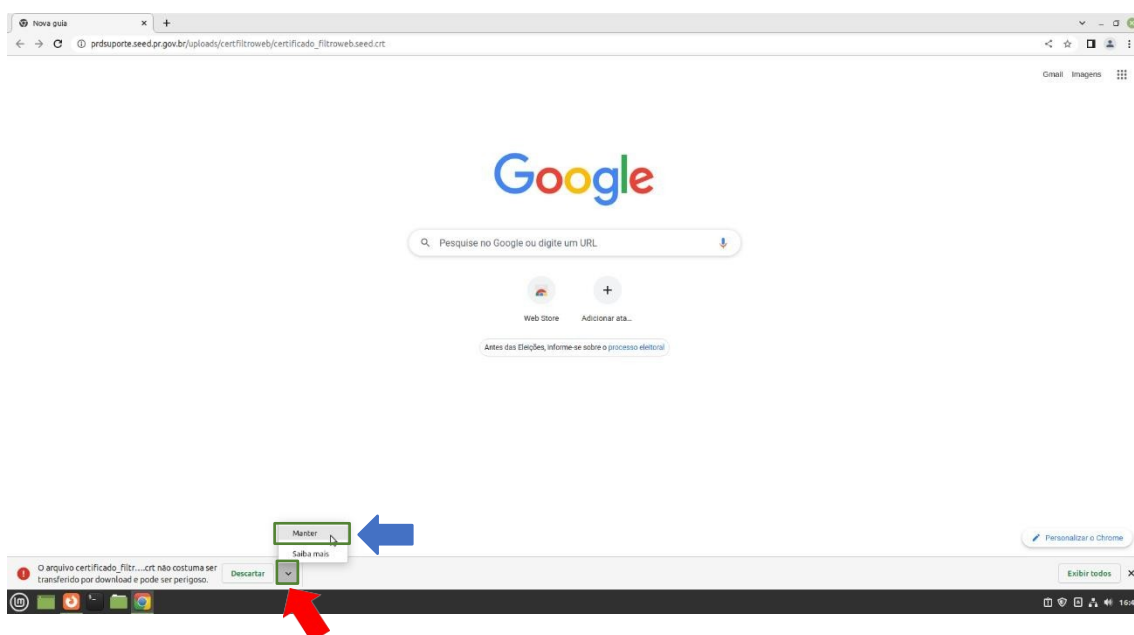 Nova guia
prdsuporte.seed.pr.gov.br/uploads/certfiltroweb/certificado_filtroweb.seed.crt
Gmail Imagens
Google
Pesquise no Google ou digite um URL
Web Store Adicionar ata...
Antes das Eleições, informe-se sobre o processo eleitoral
Manter
Saiba mais
Personalizar o Chrome
O arquivo certificado_filtr....crt não costuma ser
transferido por download e pode ser perigoso.
Descartar
Exibir todos